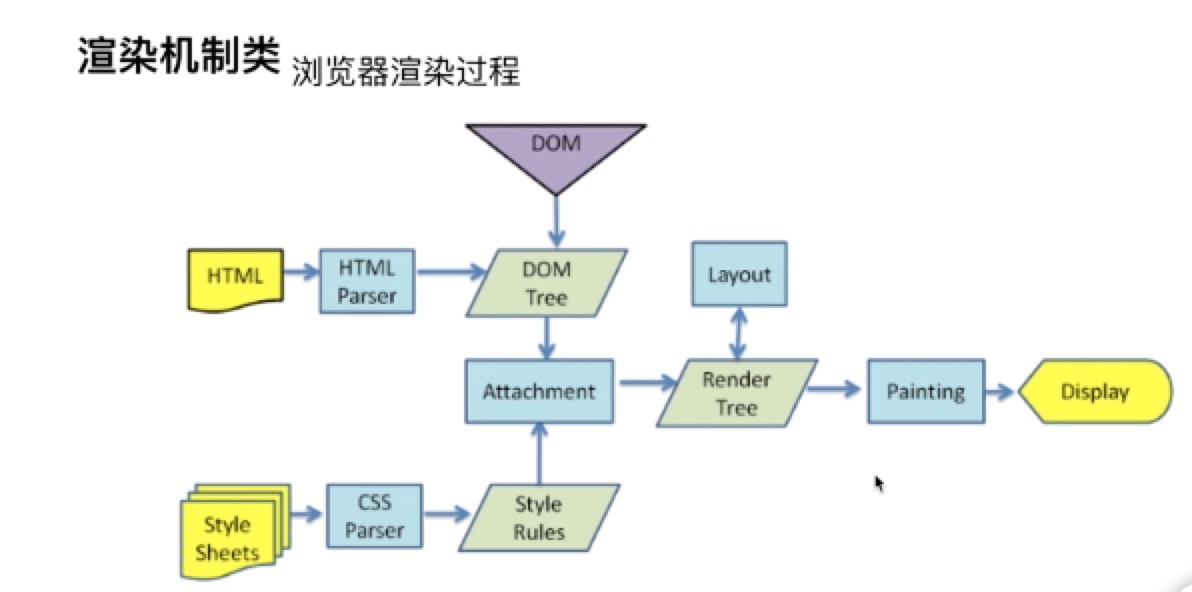 渲染机制类 浏览器渲染过程
DOM
HTML
HTML
Parser
DOM
Tree
Layout
Attachment
Render
Tree
Painting
Display
Style
Sheets
CSS
Parser
Style
Rules